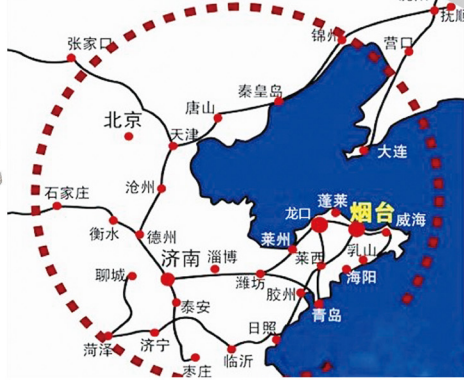 抚顺
锦州
营口
张家口
秦皇岛
唐山
北京
天津
大连
沧州
石家庄
蓬莱
烟台
龙口
威海
衡水
德州
莱州
济南
淄博
莱西
乳山
聊城
潍坊
海阳
胶州
泰安
青岛
日照
菏泽
济宁
临沂
枣庄